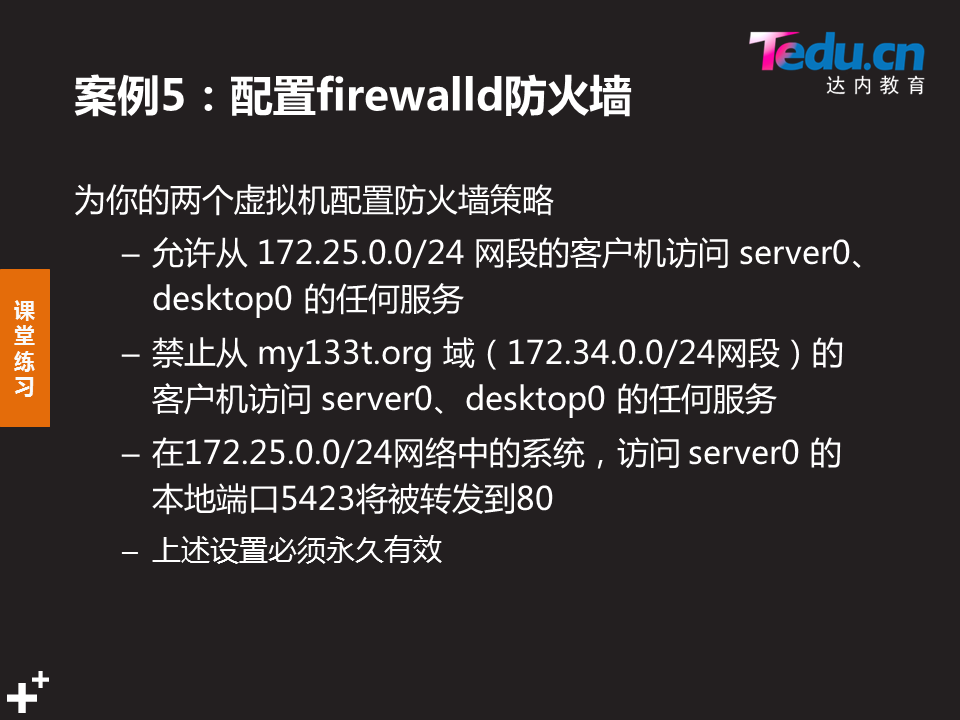 Tedu.cn
达内教育
案例5：配置firewalld防火墙
为你的两个虚拟机配置防火墙策略
– 允许从 172.25.0.0/24 网段的客户机访问 server0、
desktop0 的任何服务
– 禁止从 my133t.org 域（172.34.0.0/24网段）的
客户机访问 server0、desktop0 的任何服务
– 在172.25.0.0/24网络中的系统，访问 server0 的
本地端口5423将被转发到80
– 上述设置必须永久有效
课
堂
练
习